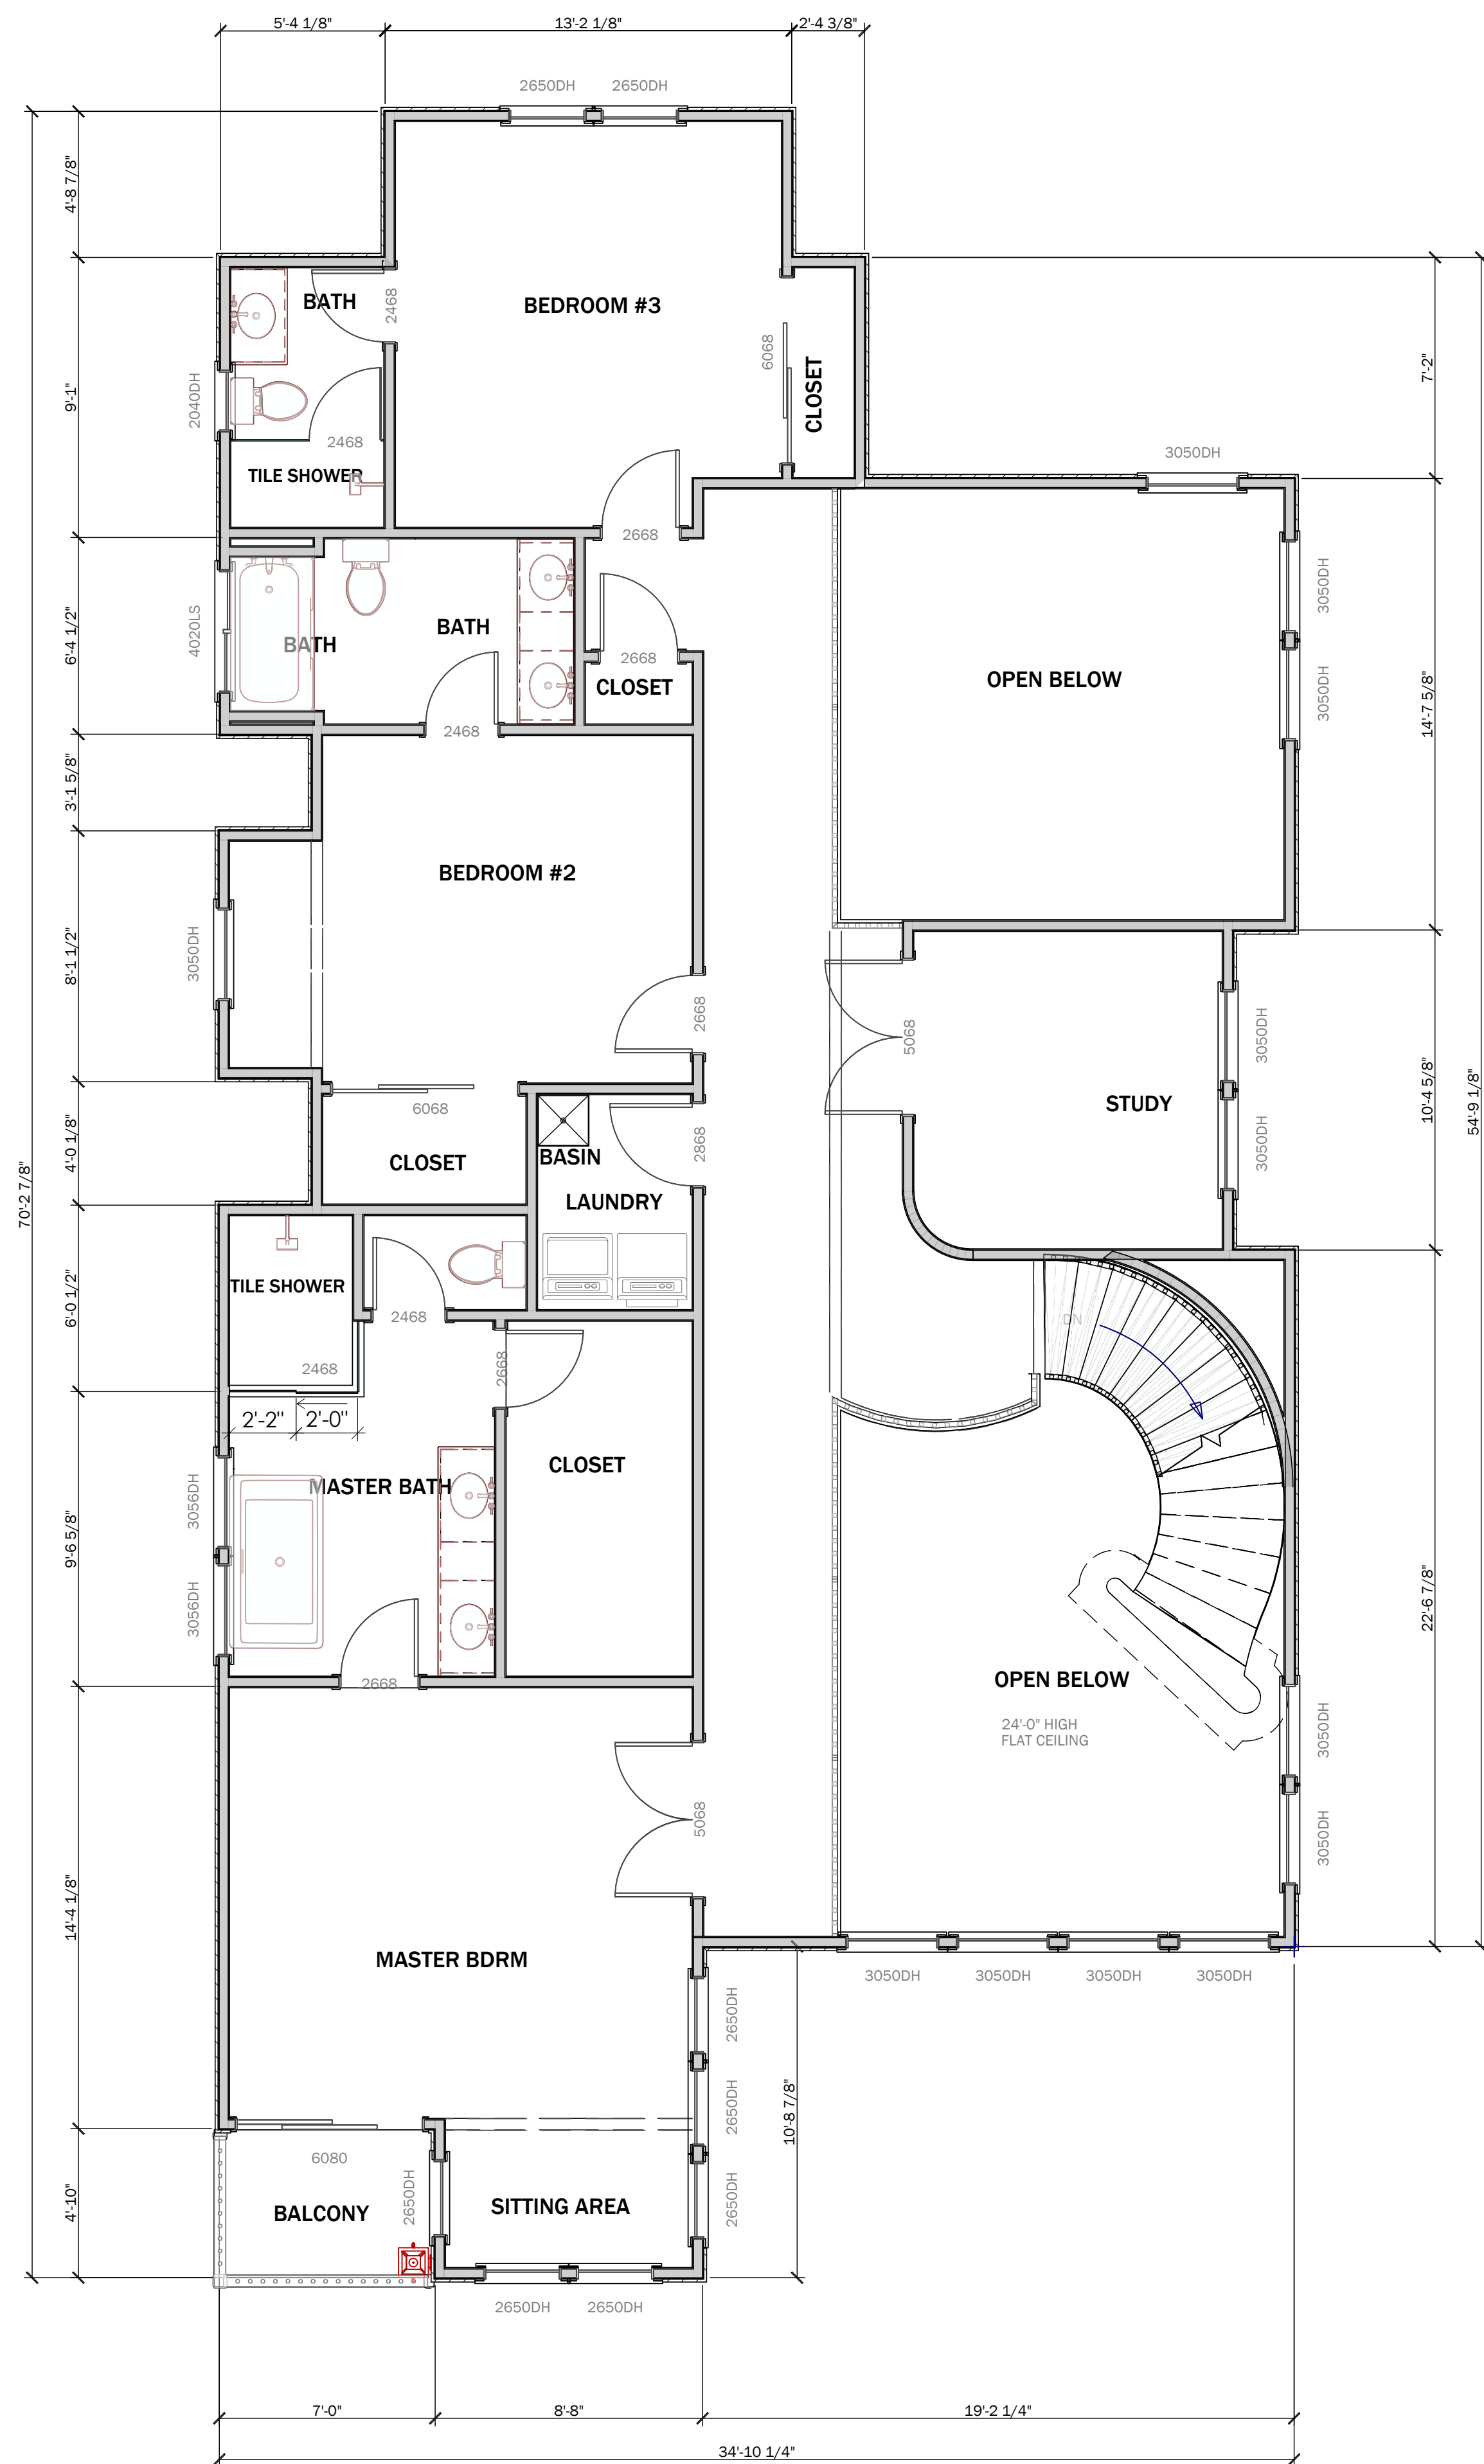 5'-4 1/8"
13'-2 1/8"
2'-4 3/8"
2650DH
2650DH
4'-8 7/8"
BATH
2468
BEDROOM #3
6068
CLOSET
7'-2"
9'-1"
2040DH
2468
TILE SHOWER
3050DH
2668
3050DH
6'-4 1/2"
4020LS
BATH
BATH
2668
CLOSET
OPEN BELOW
3050DH
14'-7 5/8"
2468
3'-1 5/8"
BEDROOM #2
8'-1 1/2"
3050DH
2668
5068
3050DH
10'-4 5/8"
54'-9 1/8"
STUDY
3050DH
6068
2868
BASIN
CLOSET
4'-0 1/8"
70'-2 7/8"
LAUNDRY
TILE SHOWER
6'-0 1/2"
2468
DN
2468
2668
2'-2"
2'-0"
CLOSET
MASTER BATH
3056DH
9'-6 5/8"
3056DH
22'-6 7/8"
2668
OPEN BELOW
24'-0" HIGH
FLAT CEILING
3050DH
5068
3050DH
14'-4 1/8"
MASTER BDRM
3050DH
3050DH
3050DH
3050DH
2650DH
2650DH
10'-8 7/8"
6080
2650DH
2650DH
4'-10"
BALCONY
SITTING AREA
2650DH
2650DH
7'-0"
8'-8"
19'-2 1/4"
34'-10 1/4"